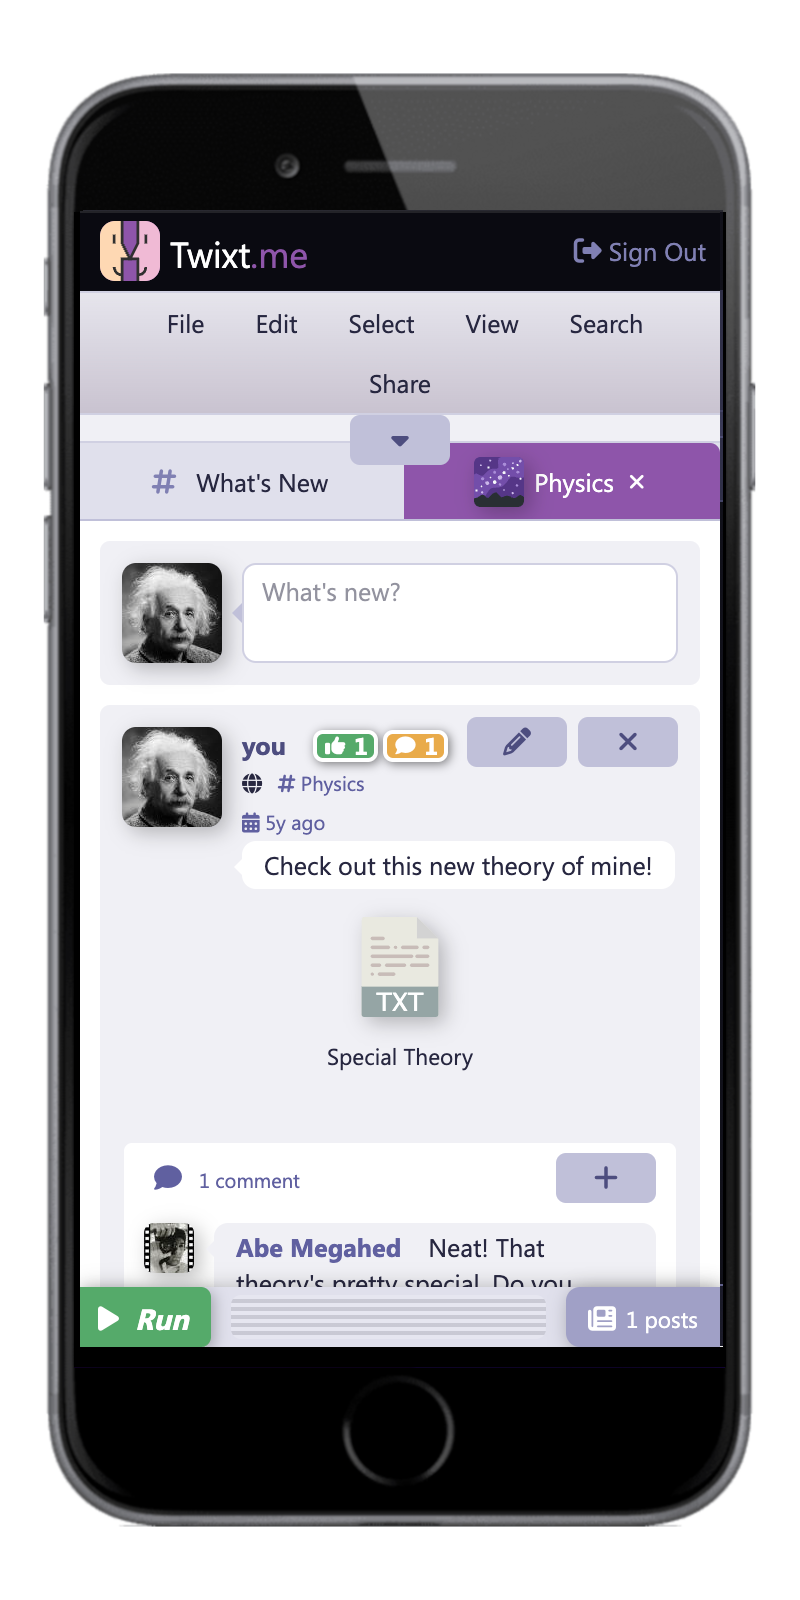 Twixt.me
Sign Out
File Edit Select View Search
Share
# What's New
Physics ×
What's new?
you 1 1
# Physics
5y ago
Check out this new theory of mine!
TXT
Special Theory
1 comment
Abe Megahed Neat! That
theory's pretty special. Do you
Run
1 posts